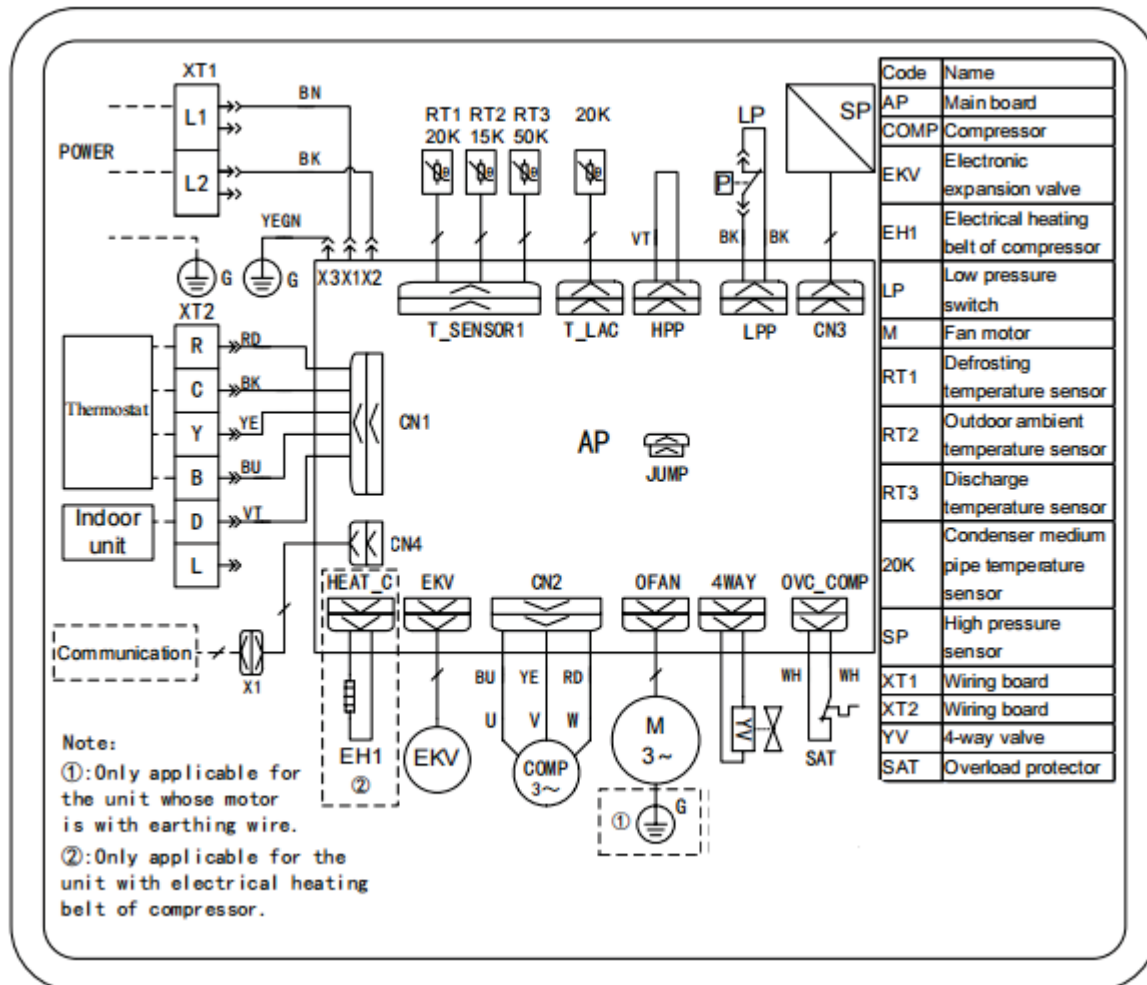 XT1
L1
L2
POWER
BN
BK
YEGN
G
G
X3 X1 X2
RT1 RT2 RT3
20K 15K 50K
20K
LP
P
SP
VT
BK
BK
T_SENSOR1
T_LAC
HPP
LPP
CN3
XT2
Thermostat
R
RD
C
BK
Y
YE
B
BU
Indoor
unit
D
VT
L
CN1
AP
JUMP
CN4
Communication
X1
HEAT_C
EKV
CN2
OFAN
4WAY
OVC_COMP
BU
YE
RD
WH
WH
U
V
W
EH1
②
EKV
COMP
3~
M
3~
YV
SAT
①
G
Note:
①:Only applicable for
the unit whose motor
is with earthing wire.
②:Only applicable for the
unit with electrical heating
belt of compressor.
Code Name
AP Main board
COMP Compressor
EKV Electronic
expansion valve
EH1 Electrical heating
belt of compressor
LP Low pressure
switch
M Fan motor
RT1 Defrosting
temperature sensor
RT2 Outdoor ambient
temperature sensor
RT3 Discharge
temperature sensor
20K Condenser medium
pipe temperature
sensor
SP High pressure
sensor
XT1 Wiring board
XT2 Wiring board
YV 4-way valve
SAT Overload protector